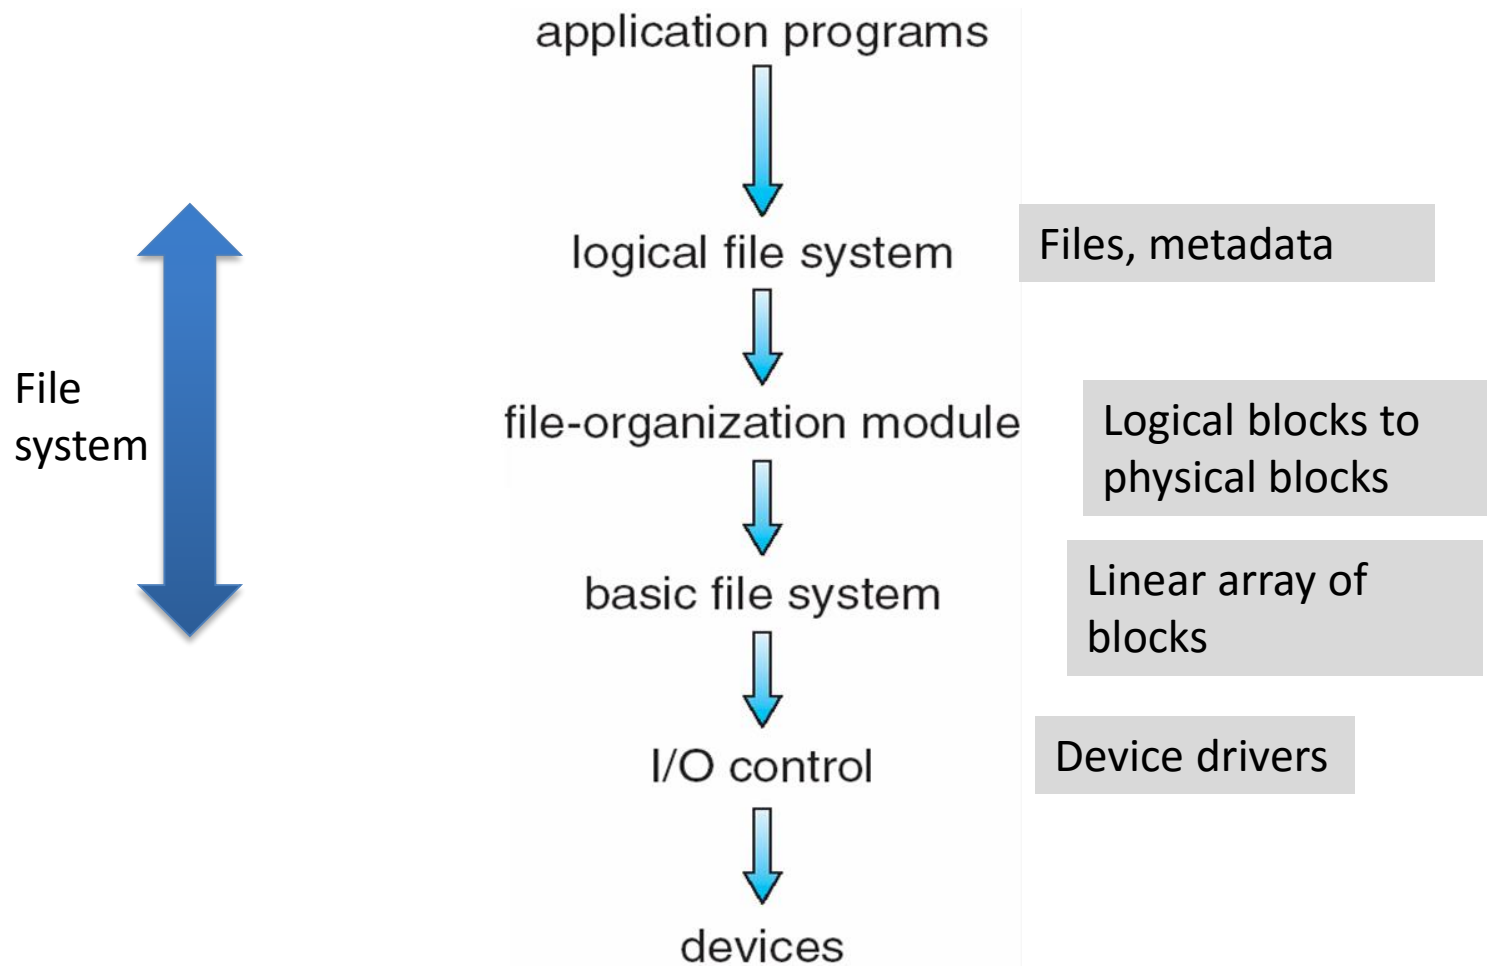 application programs
logical file system
Files, metadata
File
system
file-organization module
Logical blocks to
physical blocks
basic file system
Linear array of
blocks
I/O control
Device drivers
devices